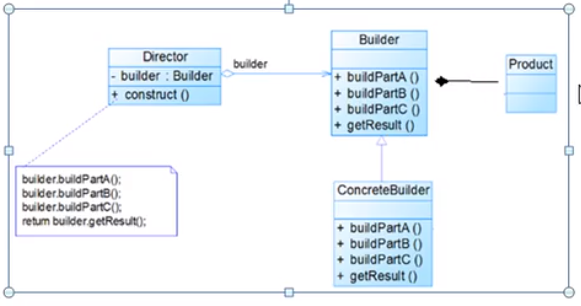 Director
- builder : Builder
+ construct ()
builder
Builder
+ buildPartA ()
+ buildPartB ()
+ buildPartC ()
+ getResult ()
Product
builder.buildPartA();
builder.buildPartB();
builder.buildPartC();
return builder.getResult();
ConcreteBuilder
+ buildPartA ()
+ buildPartB ()
+ buildPartC ()
+ getResult ()